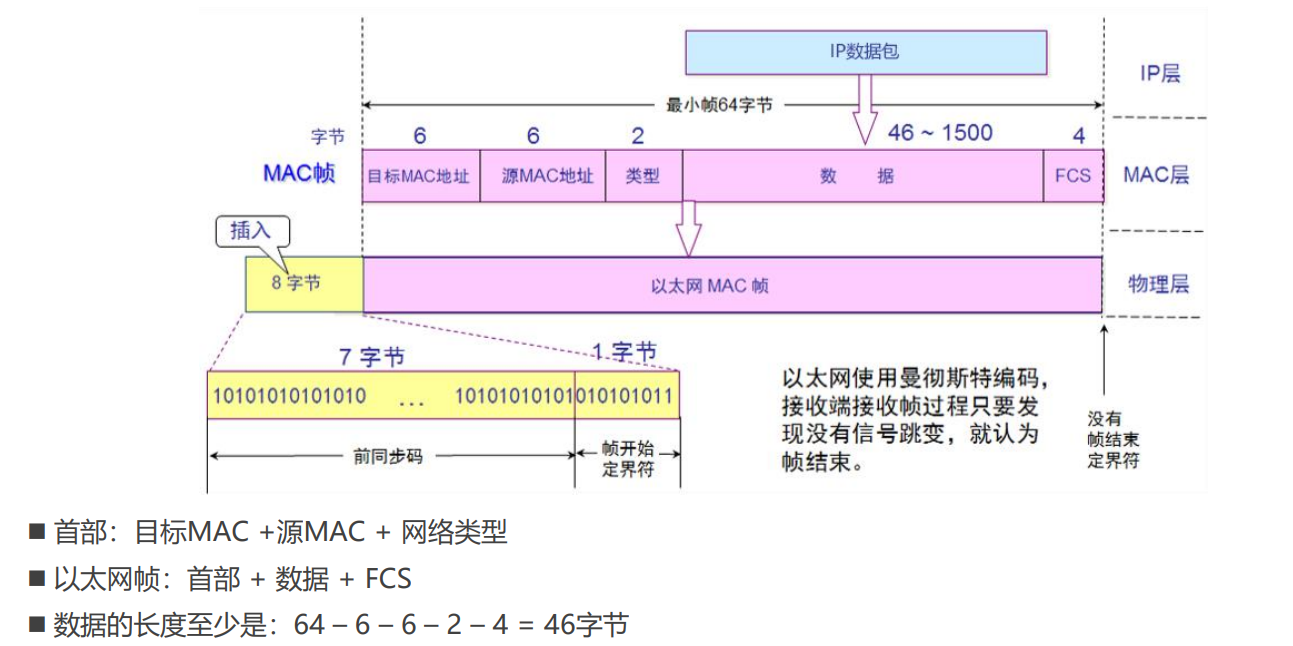 IP数据包
IP层
最小帧64字节
字节 6 6 2 46 ~ 1500 4
MAC帧 目标MAC地址 源MAC地址 类型 数 据 FCS MAC层
插入
8 字节 以太网 MAC 帧 物理层
7 字节 1 字节
10101010101010 ... 10101010101010101011
前同步码 帧开始
定界符
以太网使用曼彻斯特编码，
接收端接收帧过程只要发
现没有信号跳变，就认为
帧结束。
没有
帧结束
定界符
■ 首部：目标MAC +源MAC + 网络类型
■ 以太网帧：首部 + 数据 + FCS
■ 数据的长度至少是：64 – 6 – 6 – 2 – 4 = 46字节